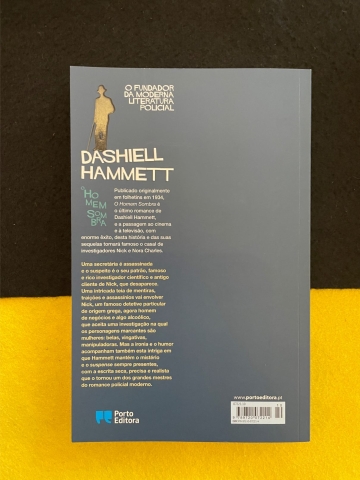 O FUNDADOR
DA MODERNA
LITERATURA
POLICIAL
DASHIELL
HAMMETT
O HOMEM SOMBRA
Publicado originalmente
em folhetim em 1934,
O Homem Sombra é
o último romance de
Dashiell Hammett,
e a passagem ao cinema
e à televisão, com
enorme êxito, desta história e das suas
sequelas tornará famoso o casal de
investigadores Nick e Nora Charles.
Uma secretária é assassinada
e o suspeito é o seu patrão, famoso
e rico investigador científico e antigo
cliente de Nick, que desaparece.
Uma intricada teia de mentiras,
traições e assassínios vai envolver
Nick, um famoso detetive particular
de origem grega, agora homem
de negócios e algo alcoólico,
que aceita uma investigação na qual
os personagens marcantes são
mulheres: belas, vingativas,
manipuladoras. Mas a ironia e o humor
acompanham também esta intriga em
que Hammett mantém o mistério
e o suspense sempre presentes,
com a escrita seca, precisa e realista
que o tornou um dos grandes mestres
do romance policial moderno.
Porto
Editora
www.portoeditora.pt